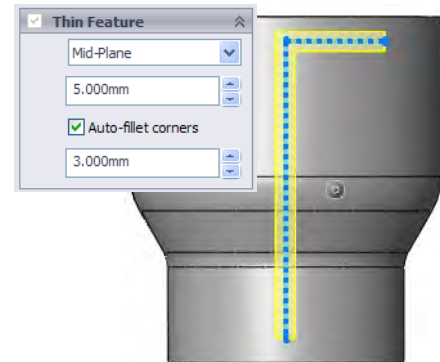 Thin Feature
Mid-Plane
5.000mm
Auto-fillet corners
3.000mm